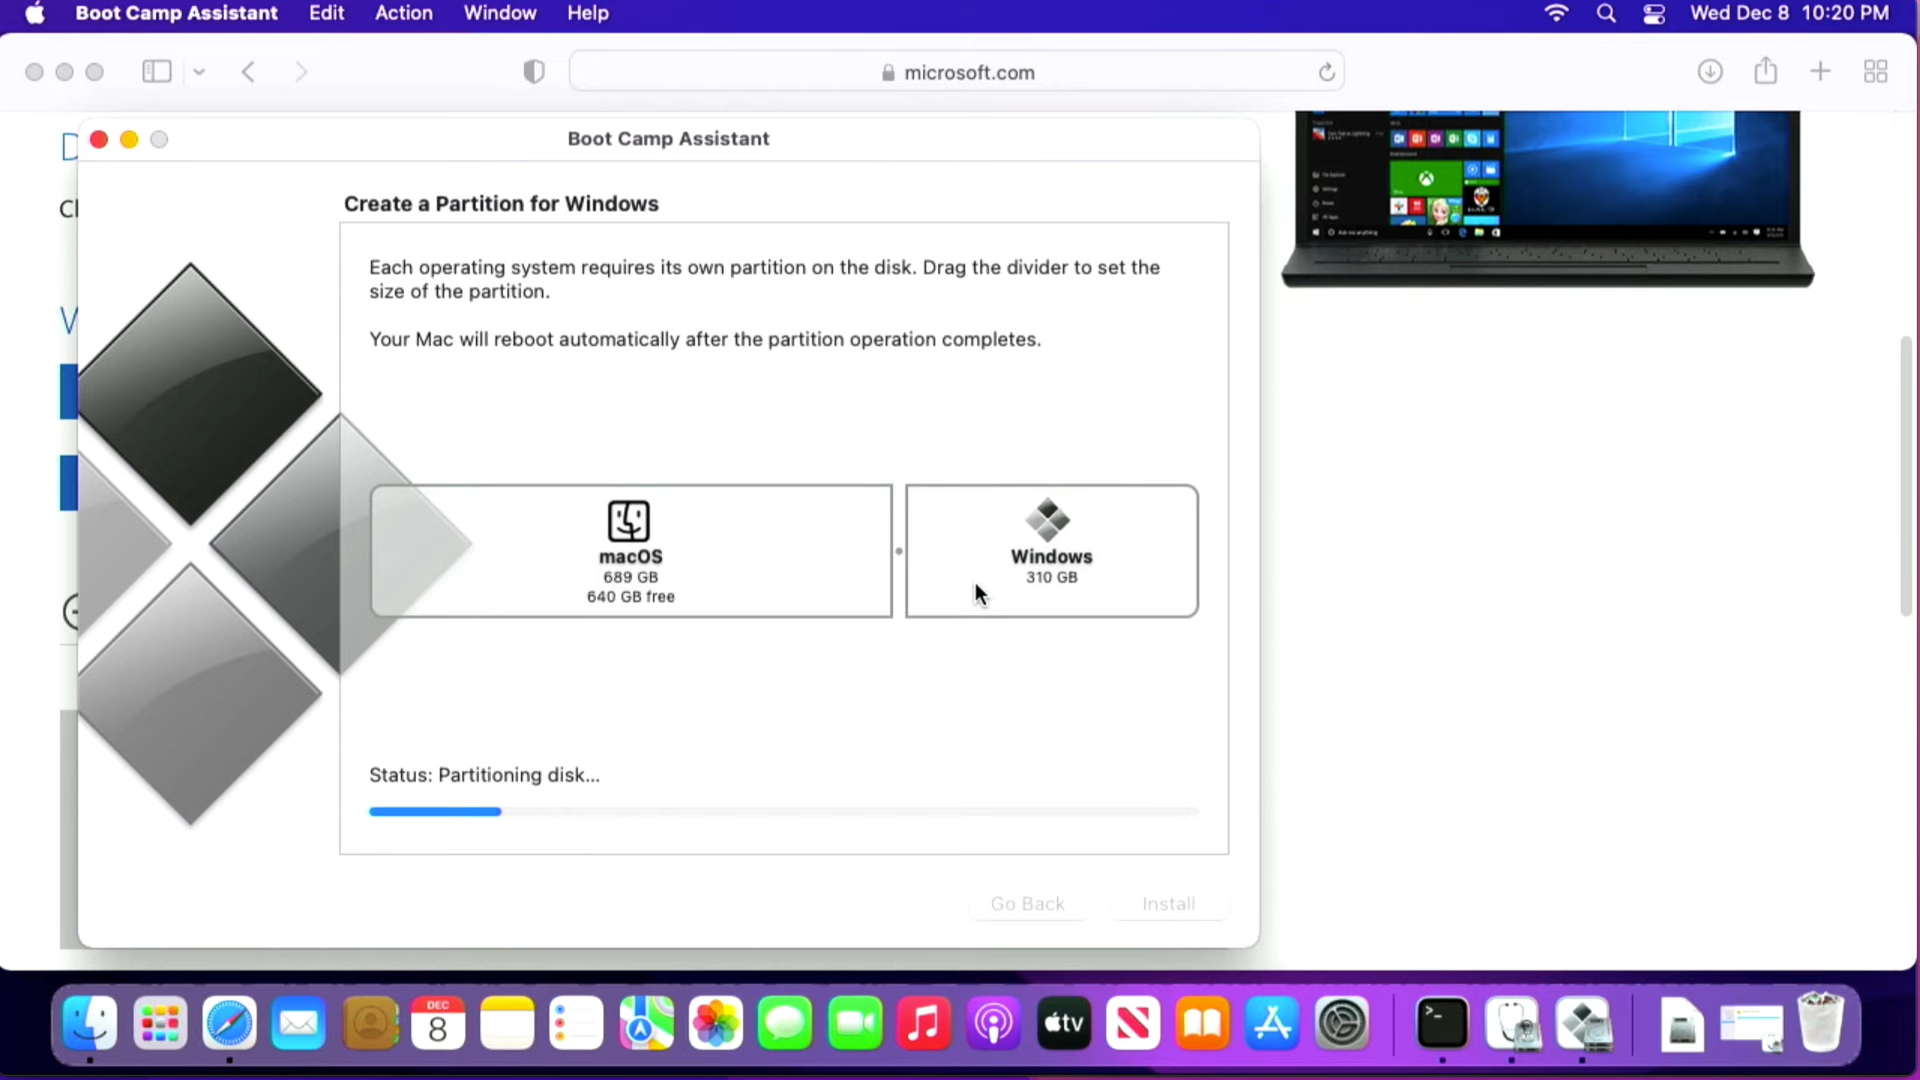 Boot Camp Assistant Edit Action Window Help Wed Dec 8 10:20 PM
microsoft.com
Boot Camp Assistant
Create a Partition for Windows
Each operating system requires its own partition on the disk. Drag the divider to set the
size of the partition.
Your Mac will reboot automatically after the partition operation completes.
macOS
689 GB
640 GB free
Windows
310 GB
Status: Partitioning disk...
Go Back Install
DEC
8
tv